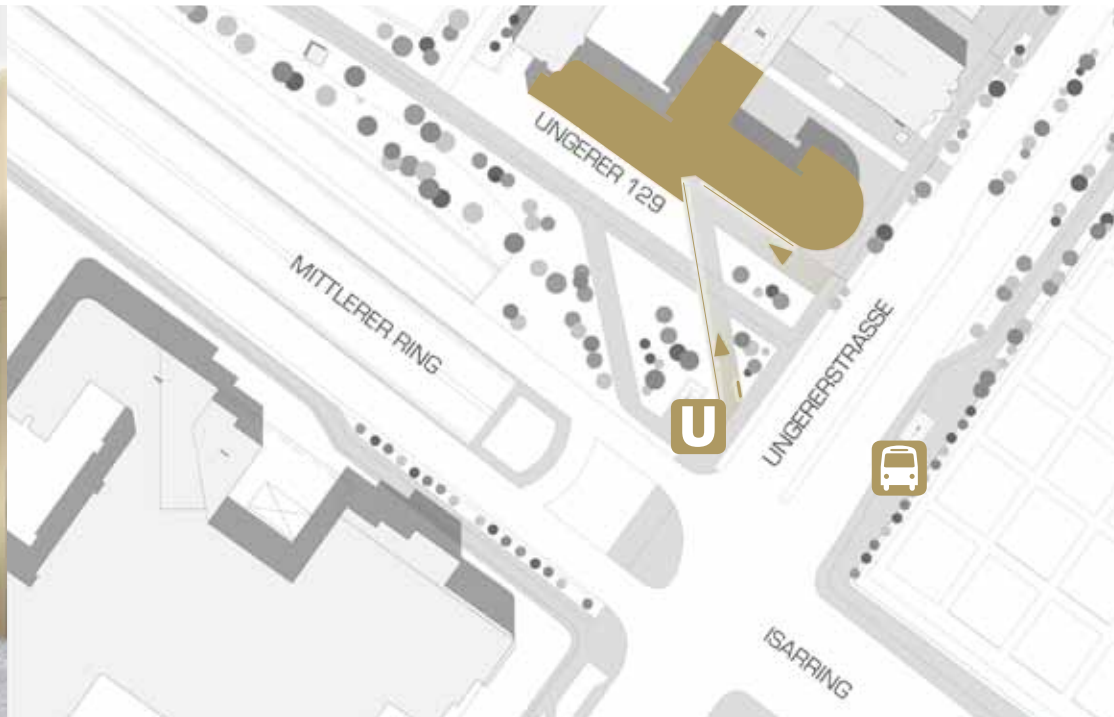 UNGERER 129
MITTLERER RING
UNGERERSTRASSE
U
ISARRING